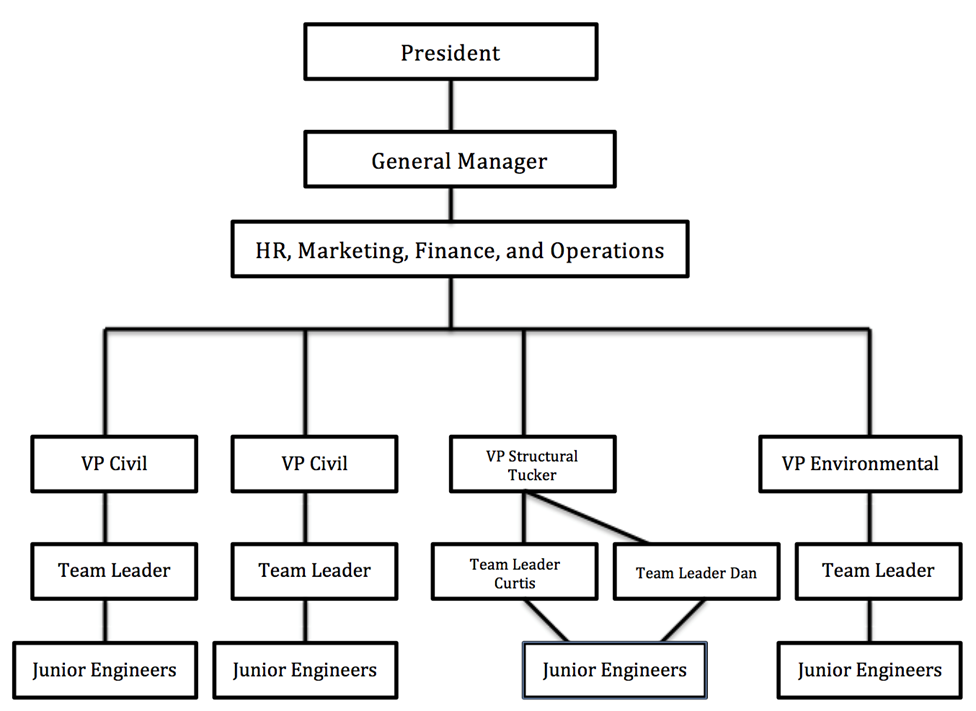 President
General Manager
HR, Marketing, Finance, and Operations
VP Civil
VP Civil
VP Structural
Tucker
VP Environmental
Team Leader
Team Leader
Team Leader
Curtis
Team Leader Dan
Team Leader
Junior Engineers
Junior Engineers
Junior Engineers
Junior Engineers